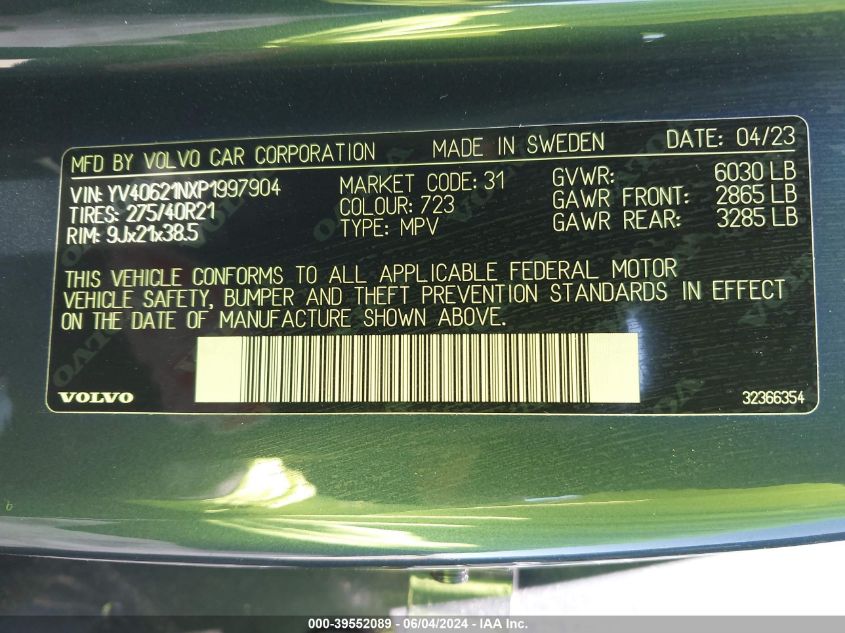 MFD BY VOLVO CAR CORPORATION MADE IN SWEDEN DATE: 04/23
VIN: YV40621NXP1997904 MARKET CODE: 31 GVWR: 6030 LB
TIRES: 275/40R21 COLOUR: 723 GAWR FRONT: 2865 LB
RIM: 9Jx21x38.5 TYPE: MPV GAWR REAR: 3285 LB
THIS VEHICLE CONFORMS TO ALL APPLICABLE FEDERAL MOTOR
VEHICLE SAFETY, BUMPER AND THEFT PREVENTION STANDARDS IN EFFECT
ON THE DATE OF MANUFACTURE SHOWN ABOVE.
VOLVO 32366354
000-39552089 - 06/04/2024 - IAA Inc.